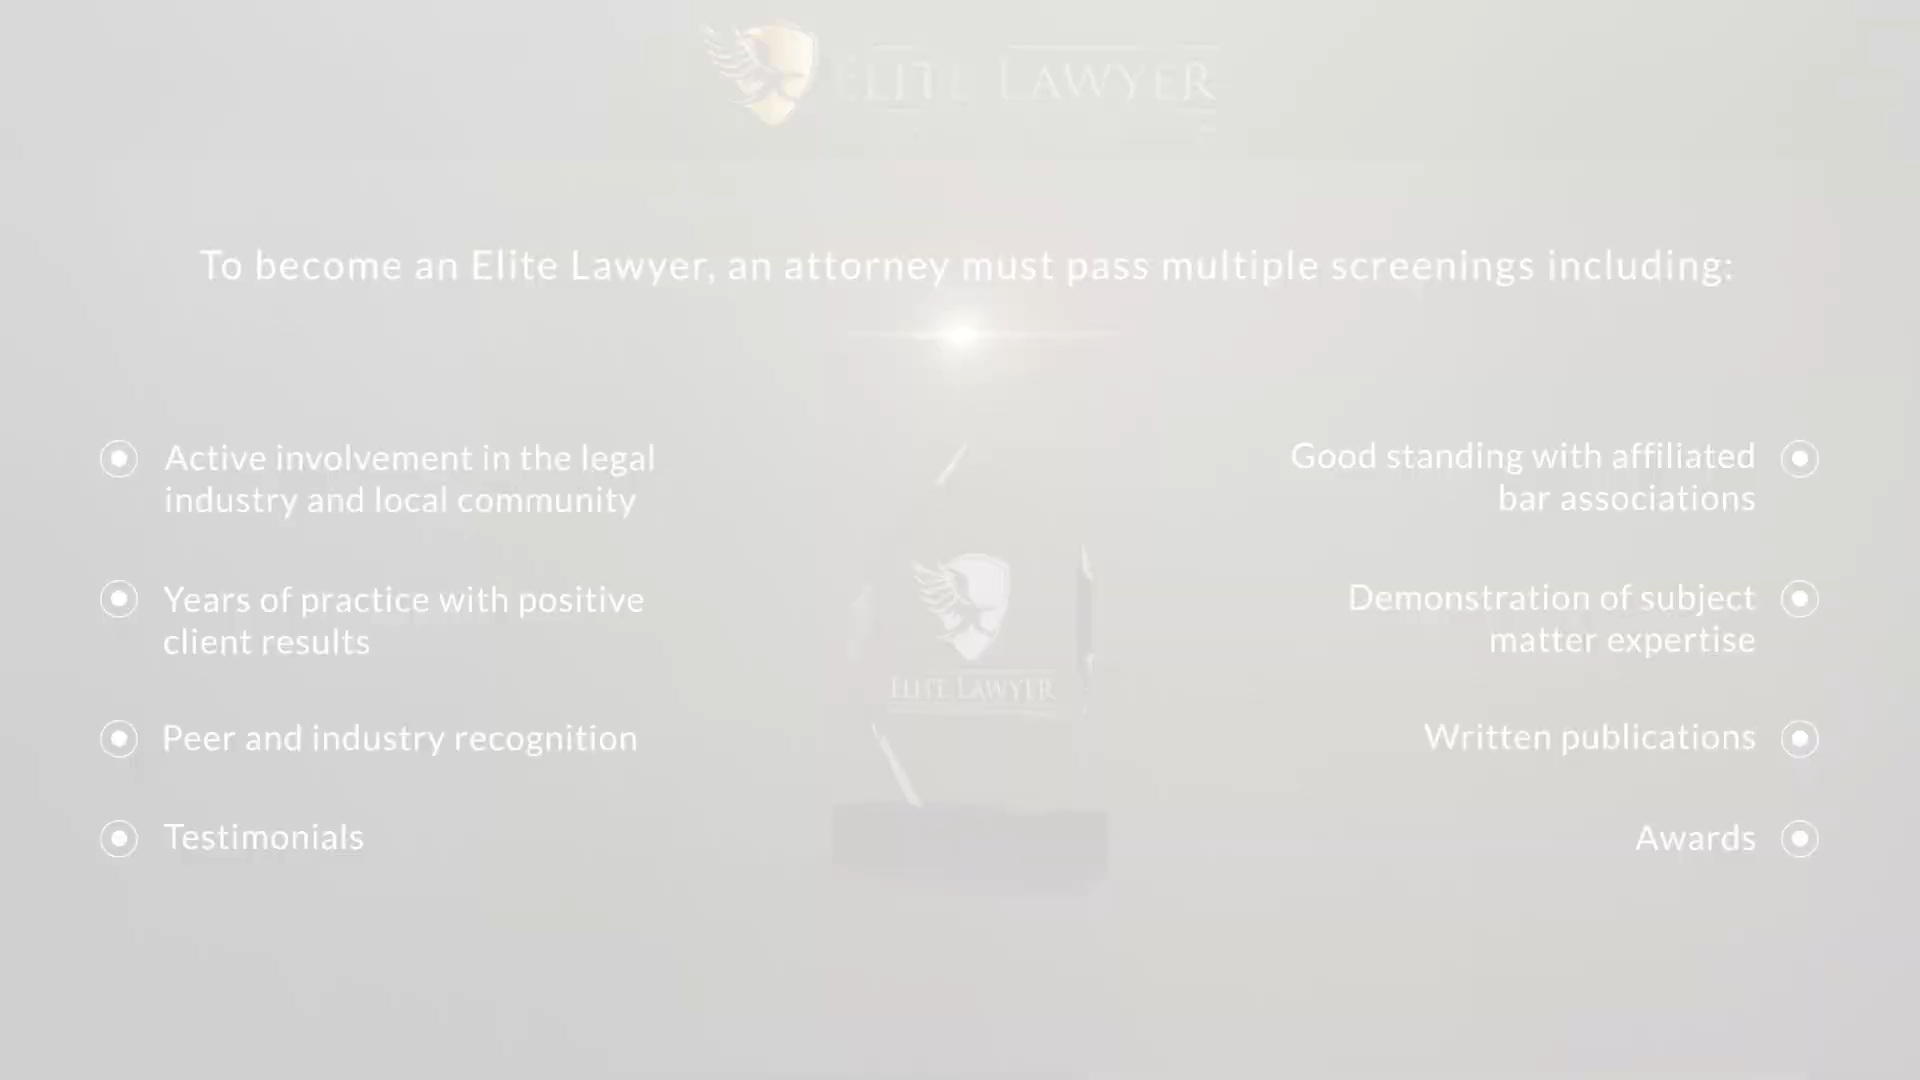 ELITE LAWYER
To become an Elite Lawyer, an attorney must pass multiple screenings including:
Active involvement in the legal
industry and local community
Years of practice with positive
client results
Peer and industry recognition
Testimonials
Good standing with affiliated
bar associations
Demonstration of subject
matter expertise
Written publications
Awards
ELITE LAWYER